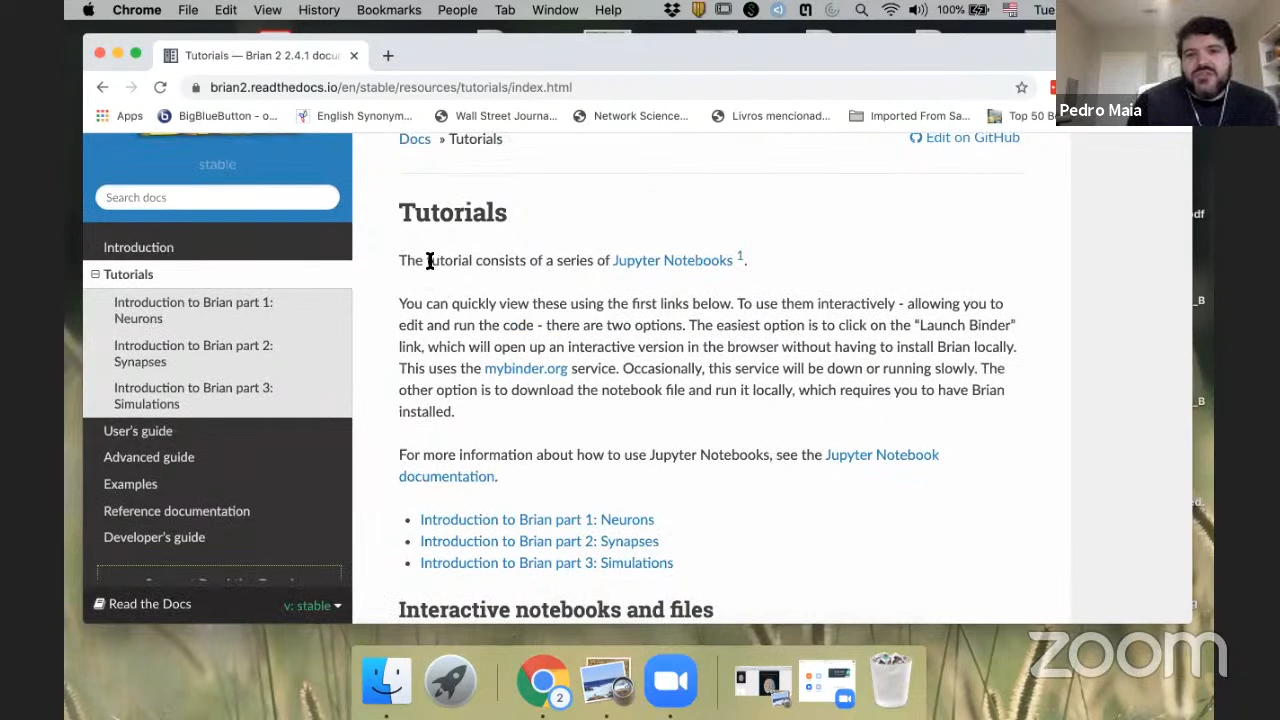 Chrome File Edit View History Bookmarks People Tab Window Help 100% Tue
Tutorials — Brian 2 2.4.1 docu
brian2.readthedocs.io/en/stable/resources/tutorials/index.html
Apps BigBlueButton - o... English Synonym... Wall Street Journa... Network Science... Livros mencionad... Imported From Sa... Top 50 B
Pedro Maia
stable
Search docs
Introduction
Tutorials
Introduction to Brian part 1:
Neurons
Introduction to Brian part 2:
Synapses
Introduction to Brian part 3:
Simulations
User's guide
Advanced guide
Examples
Reference documentation
Developer's guide
Read the Docs v: stable
Docs » Tutorials
Edit on GitHub
Tutorials
The tutorial consists of a series of Jupyter Notebooks 1.
You can quickly view these using the first links below. To use them interactively - allowing you to
edit and run the code - there are two options. The easiest option is to click on the “Launch Binder”
link, which will open up an interactive version in the browser without having to install Brian locally.
This uses the mybinder.org service. Occasionally, this service will be down or running slowly. The
other option is to download the notebook file and run it locally, which requires you to have Brian
installed.
For more information about how to use Jupyter Notebooks, see the Jupyter Notebook
documentation.
Introduction to Brian part 1: Neurons
Introduction to Brian part 2: Synapses
Introduction to Brian part 3: Simulations
Interactive notebooks and files
df
_B
_B
ed.
2
zoom